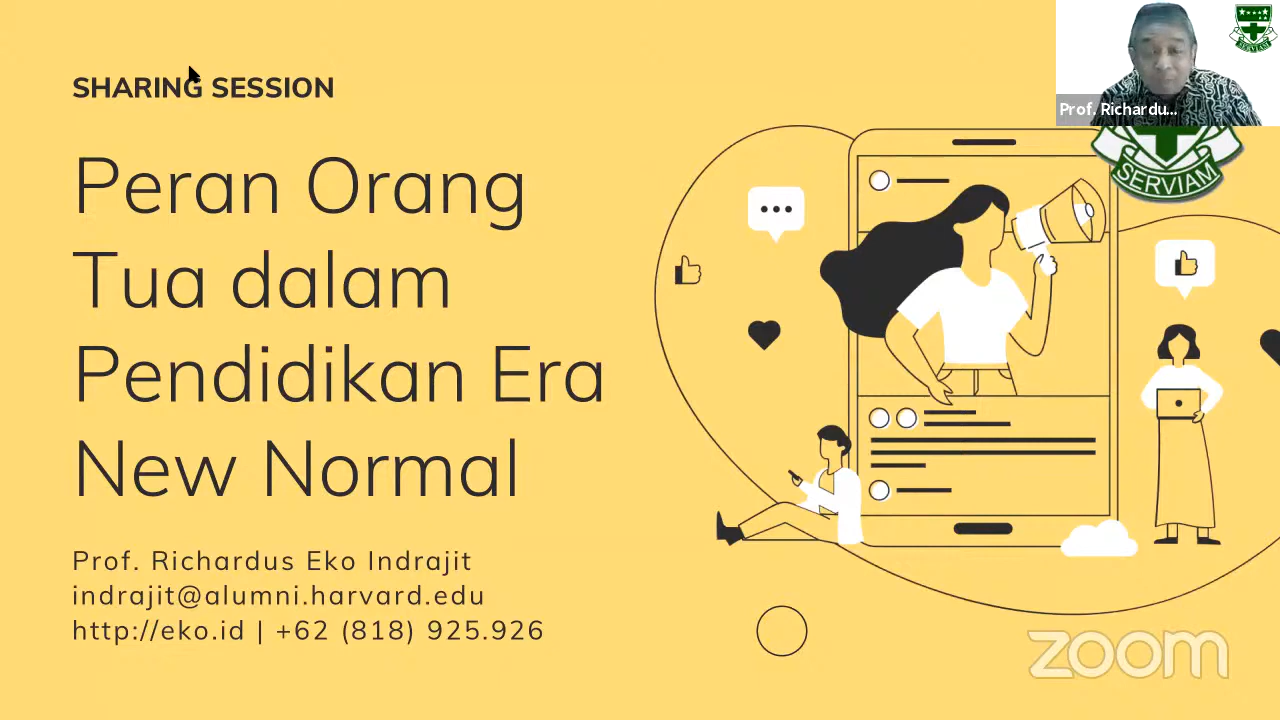 SHARING SESSION
Peran Orang
Tua dalam
Pendidikan Era
New Normal
Prof. Richardus Eko Indrajit
indrajit@alumni.harvard.edu
http://eko.id | +62 (818) 925.926
Prof. Richardu...
SERVIAM
SERVIAM
zoom